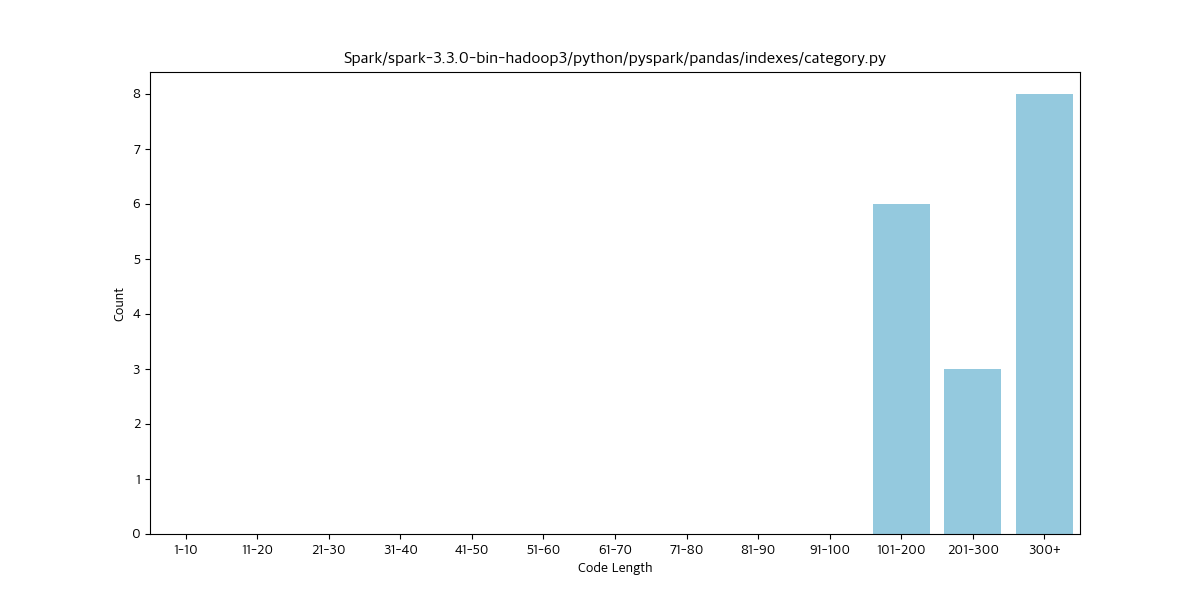 Spark/spark-3.3.0-bin-hadoop3/python/pyspark/pandas/indexes/category.py
8
7
6
5
4
3
2
1
0
Count
1-10 11-20 21-30 31-40 41-50 51-60 61-70 71-80 81-90 91-100 101-200 201-300 300+
Code Length